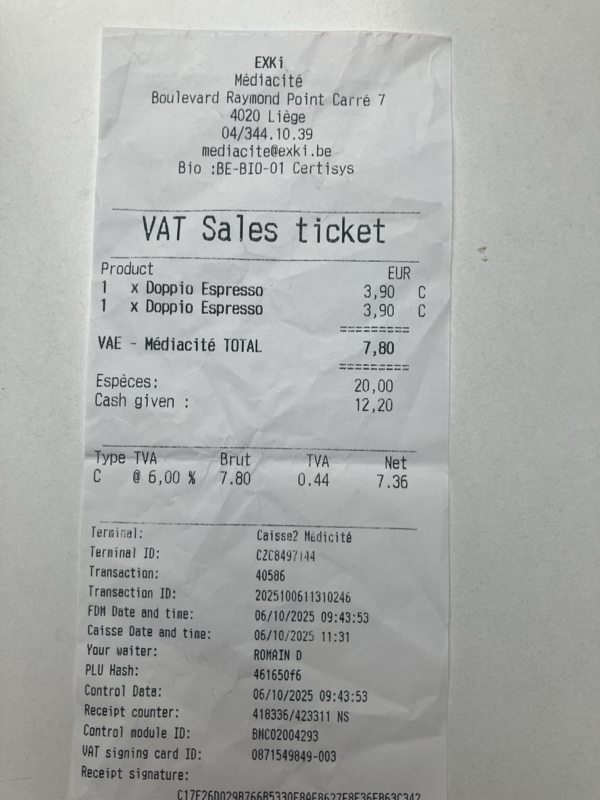 EXKi
Médiacité
Boulevard Raymond Point Carré 7
4020 Liège
04/344.10.39
mediacite@exki.be
Bio :BE-BIO-01 Certisys
VAT Sales ticket
Product EUR
1 x Doppio Espresso 3,90 C
1 x Doppio Espresso 3,90 C
=========
VAE - Médiacité TOTAL 7,80
=========
Espèces: 20,00
Cash given : 12,20
Type TVA Brut TVA Net
C @ 6,00 % 7.80 0.44 7.36
Terminal: Caisse2 Médicité
Terminal ID:
Transaction: 40586
Transaction ID: 2025100611310246
FDM Date and time: 06/10/2025 09:43:53
Caisse Date and time: 06/10/2025 11:31
Your waiter: ROMAIN D
PLU Hash: 461650f6
Control Data: 06/10/2025 09:43:53
Receipt counter: 418336/423311 NS
Control module ID: BMC02004293
VAT signing card ID: 0871549849-003
Receipt signature: